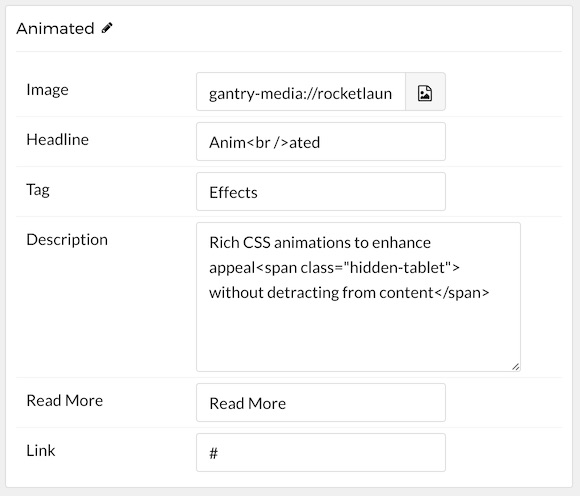 Animated
Image
gantry-media://rocketlaun
Headline
Anim<br />ated
Tag
Effects
Description
Rich CSS animations to enhance
appeal<span class="hidden-tablet">
without detracting from content</span>
Read More
Read More
Link
#